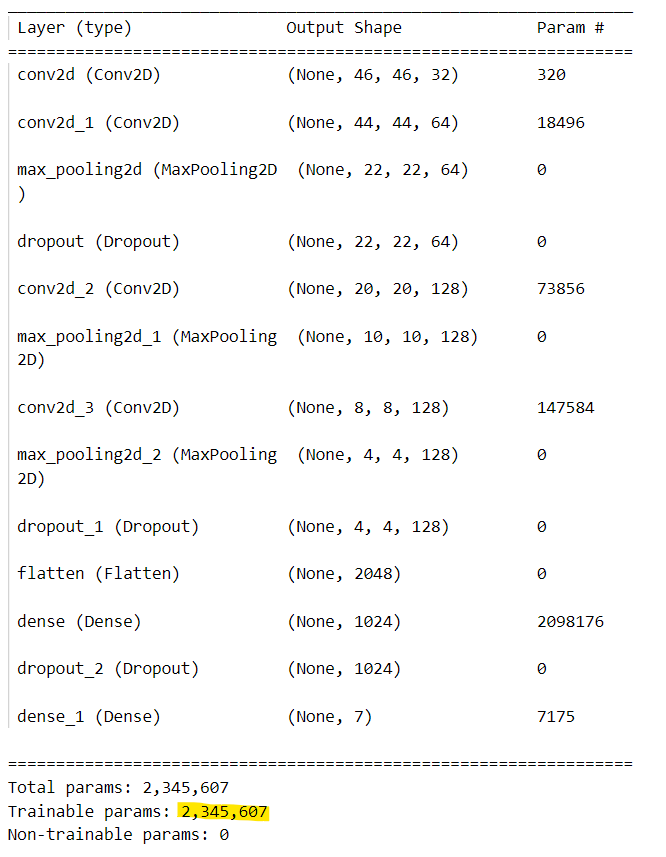 Layer (type) Output Shape Param #
conv2d (Conv2D) (None, 46, 46, 32) 320
conv2d_1 (Conv2D) (None, 44, 44, 64) 18496
max_pooling2d (MaxPooling2D (None, 22, 22, 64) 0
)
dropout (Dropout) (None, 22, 22, 64) 0
conv2d_2 (Conv2D) (None, 20, 20, 128) 73856
max_pooling2d_1 (MaxPooling (None, 10, 10, 128) 0
2D)
conv2d_3 (Conv2D) (None, 8, 8, 128) 147584
max_pooling2d_2 (MaxPooling (None, 4, 4, 128) 0
2D)
dropout_1 (Dropout) (None, 4, 4, 128) 0
flatten (Flatten) (None, 2048) 0
dense (Dense) (None, 1024) 2098176
dropout_2 (Dropout) (None, 1024) 0
dense_1 (Dense) (None, 7) 7175
Total params: 2,345,607
Trainable params: 2,345,607
Non-trainable params: 0